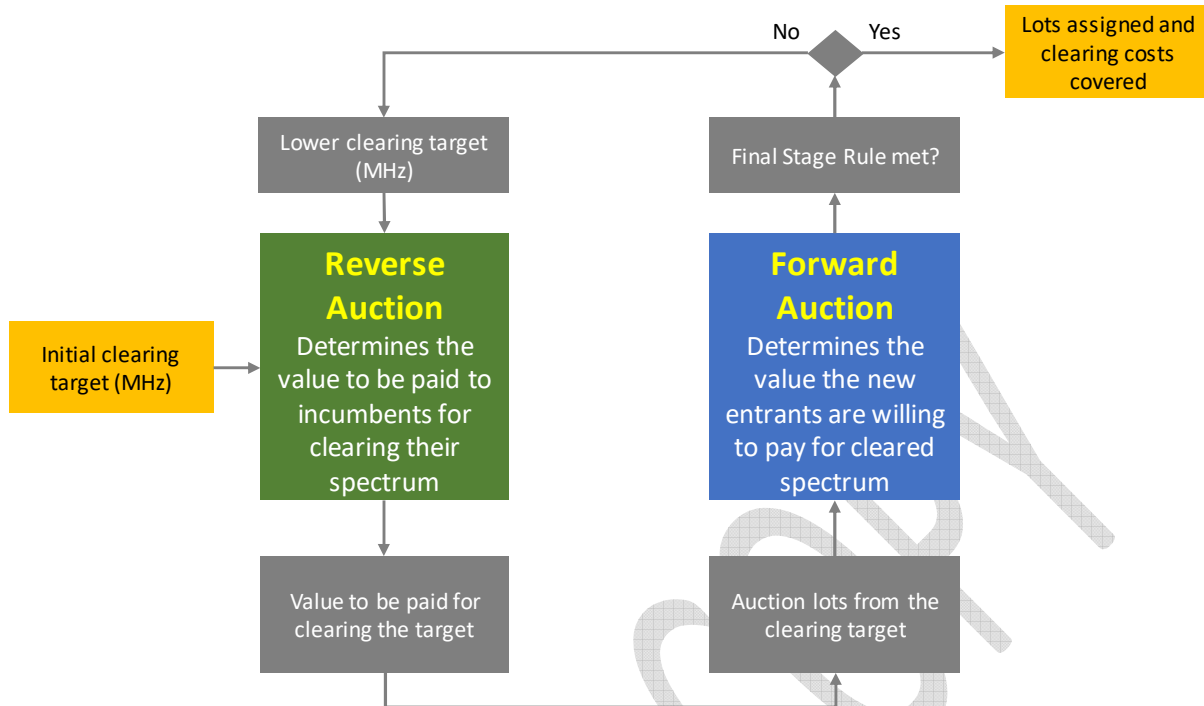 No
Yes
Lots assigned and
clearing costs
covered
Lower clearing target
(MHz)
Final Stage Rule met?
Initial clearing
target (MHz)
Reverse
Auction
Determines the
value to be paid to
incumbents for
clearing their
spectrum
Forward
Auction
Determines the
value the new
entrants are willing
to pay for cleared
spectrum
Value to be paid for
clearing the target
Auction lots from the
clearing target